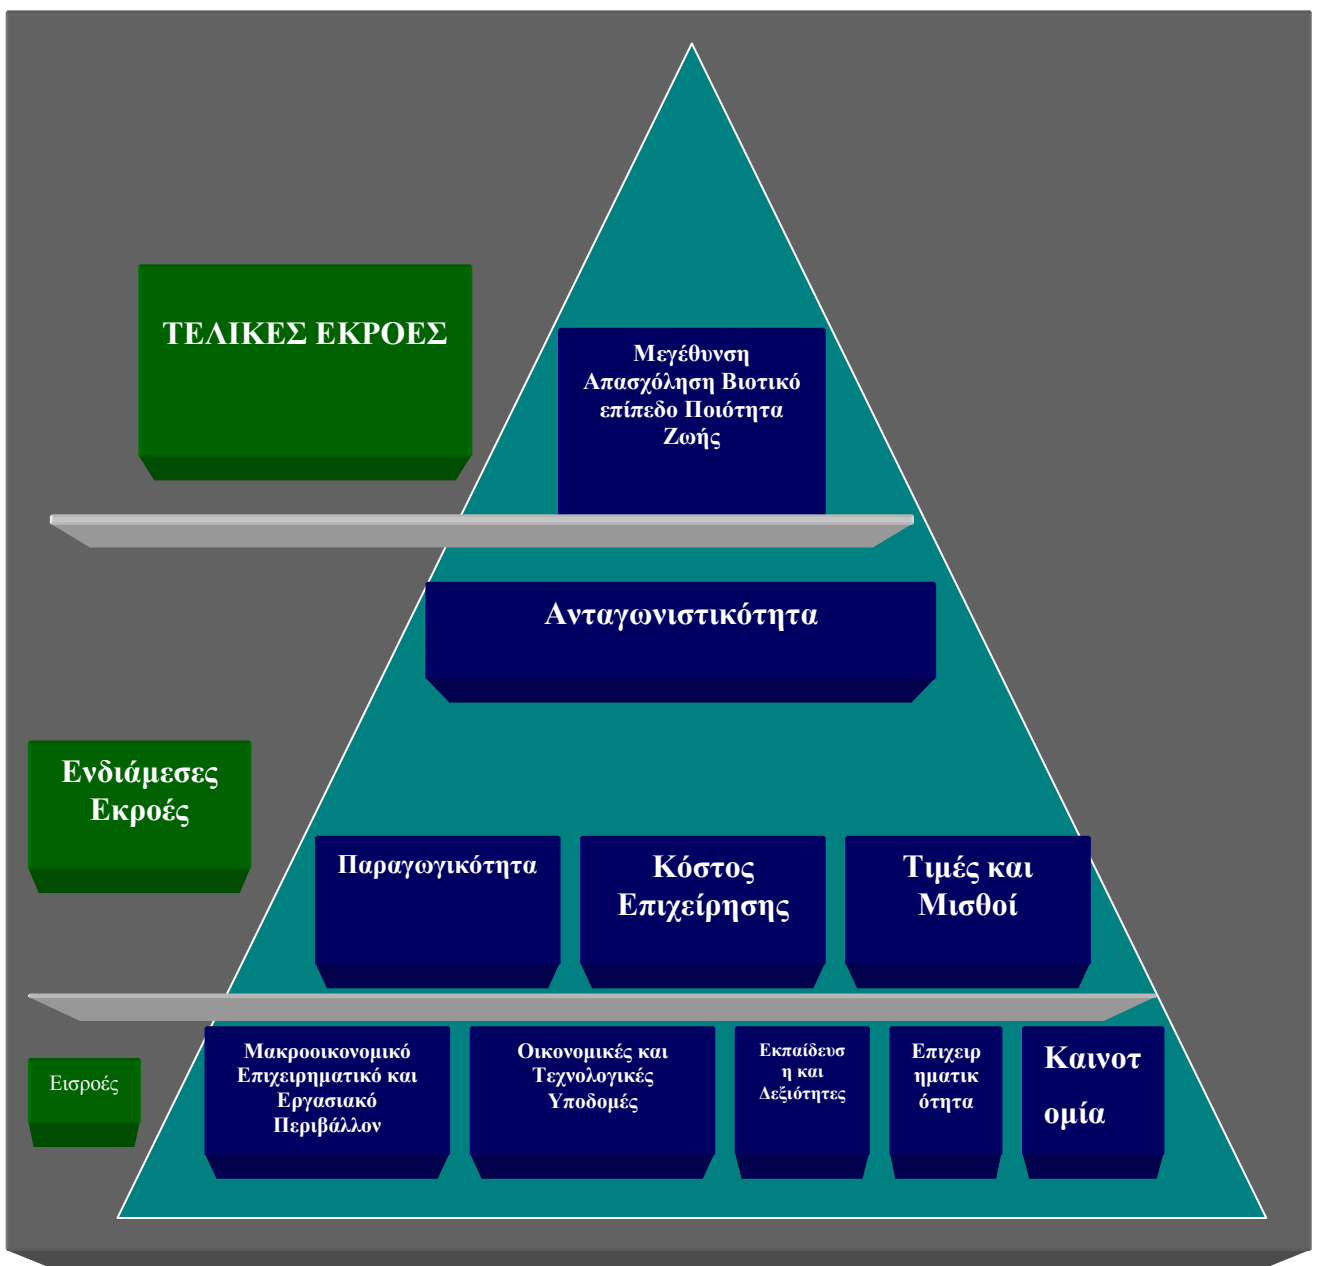 ΤΕΛΙΚΕΣ ΕΚΡΟΕΣ
Μεγέθυνση
Απασχόληση Βιοτικό
επίπεδο Ποιότητα
Ζωής
Ανταγωνιστικότητα
Ενδιάμεσες
Εκροές
Παραγωγικότητα
Κόστος
Επιχείρησης
Τιμές και
Μισθοί
Εισροές
Μακροοικονομικό
Επιχειρηματικό και
Εργασιακό
Περιβάλλον
Οικονομικές και
Τεχνολογικές
Υποδομές
Εκπαίδευσ
η και
Δεξιότητες
Επιχειρ
ηματικ
ότητα
Καινοτ
ομία